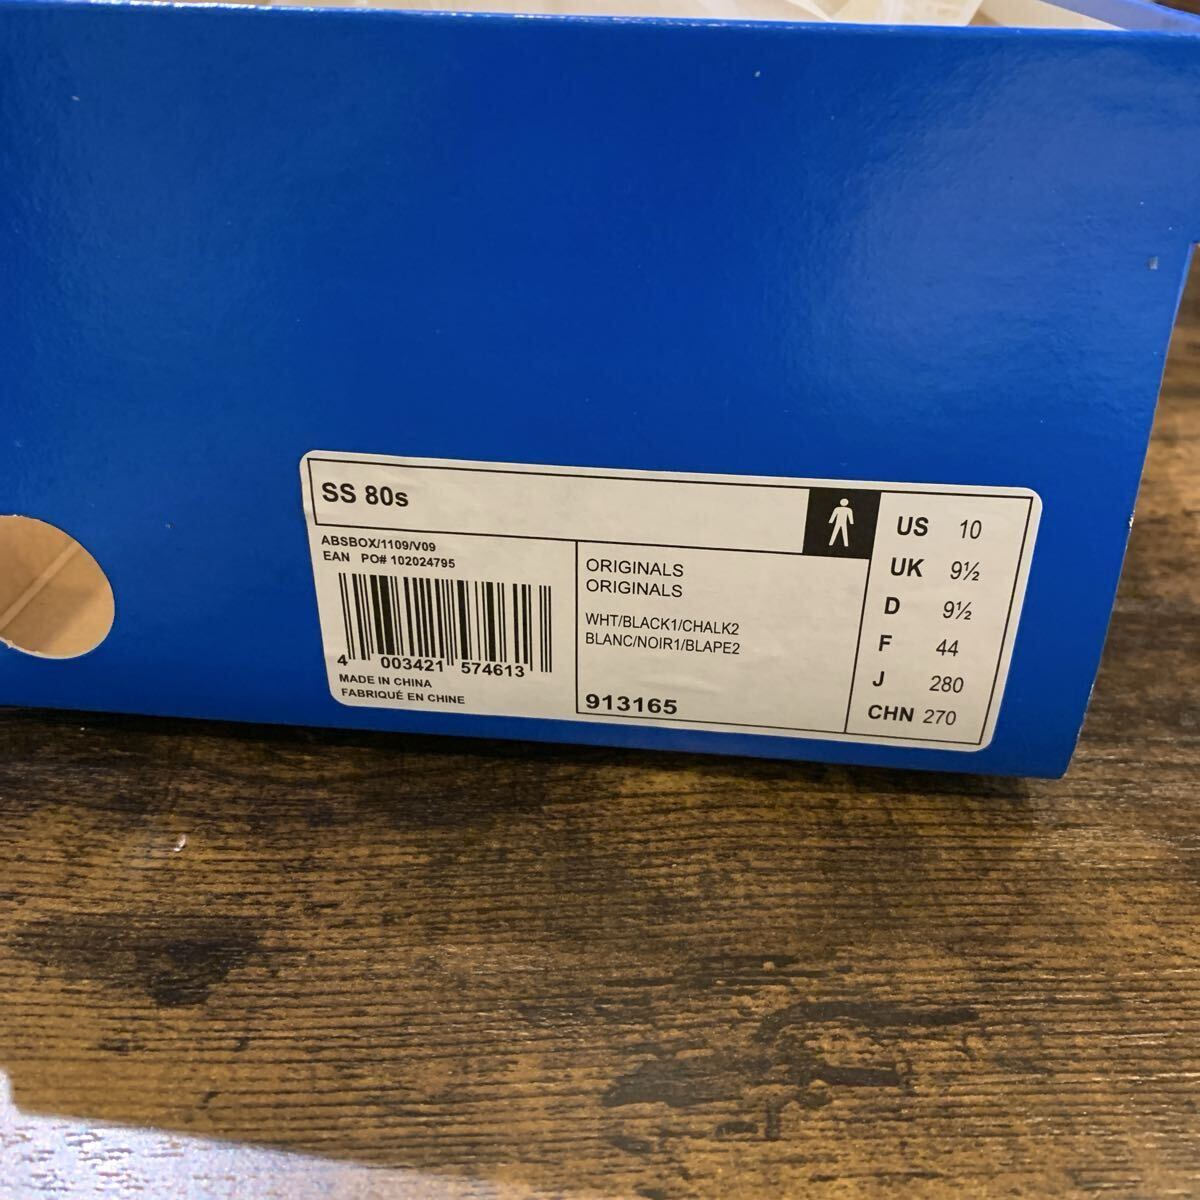 SS 80s
ABSBOX/1109/V09
EAN PO# 102024795
4 003421 574613
MADE IN CHINA
FABRIQUÉ EN CHINE
ORIGINALS
ORIGINALS
WHT/BLACK1/CHALK2
BLANC/NOIR1/BLAPE2
913165
US 10
UK 9½
D 9½
F 44
J 280
CHN 270